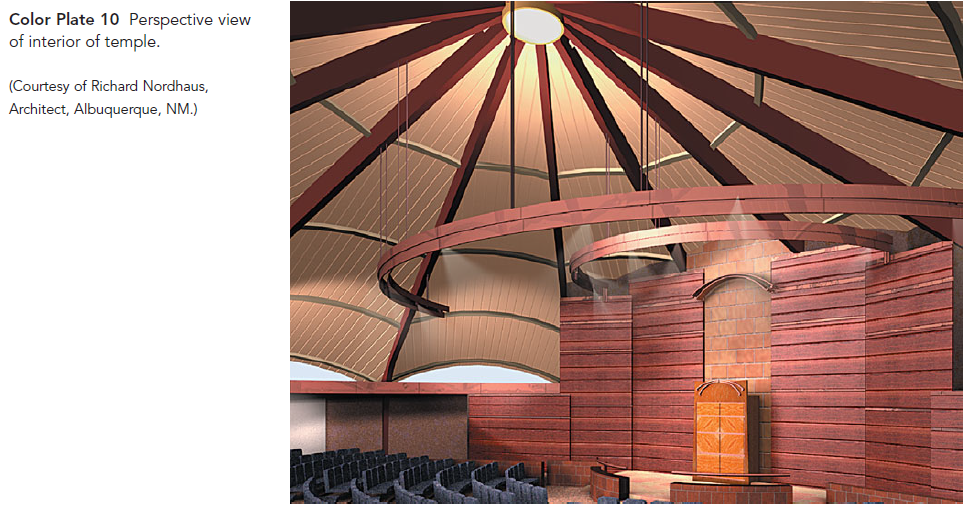 Color Plate 10 Perspective view
of interior of temple.
(Courtesy of Richard Nordhaus,
Architect, Albuquerque, NM.)